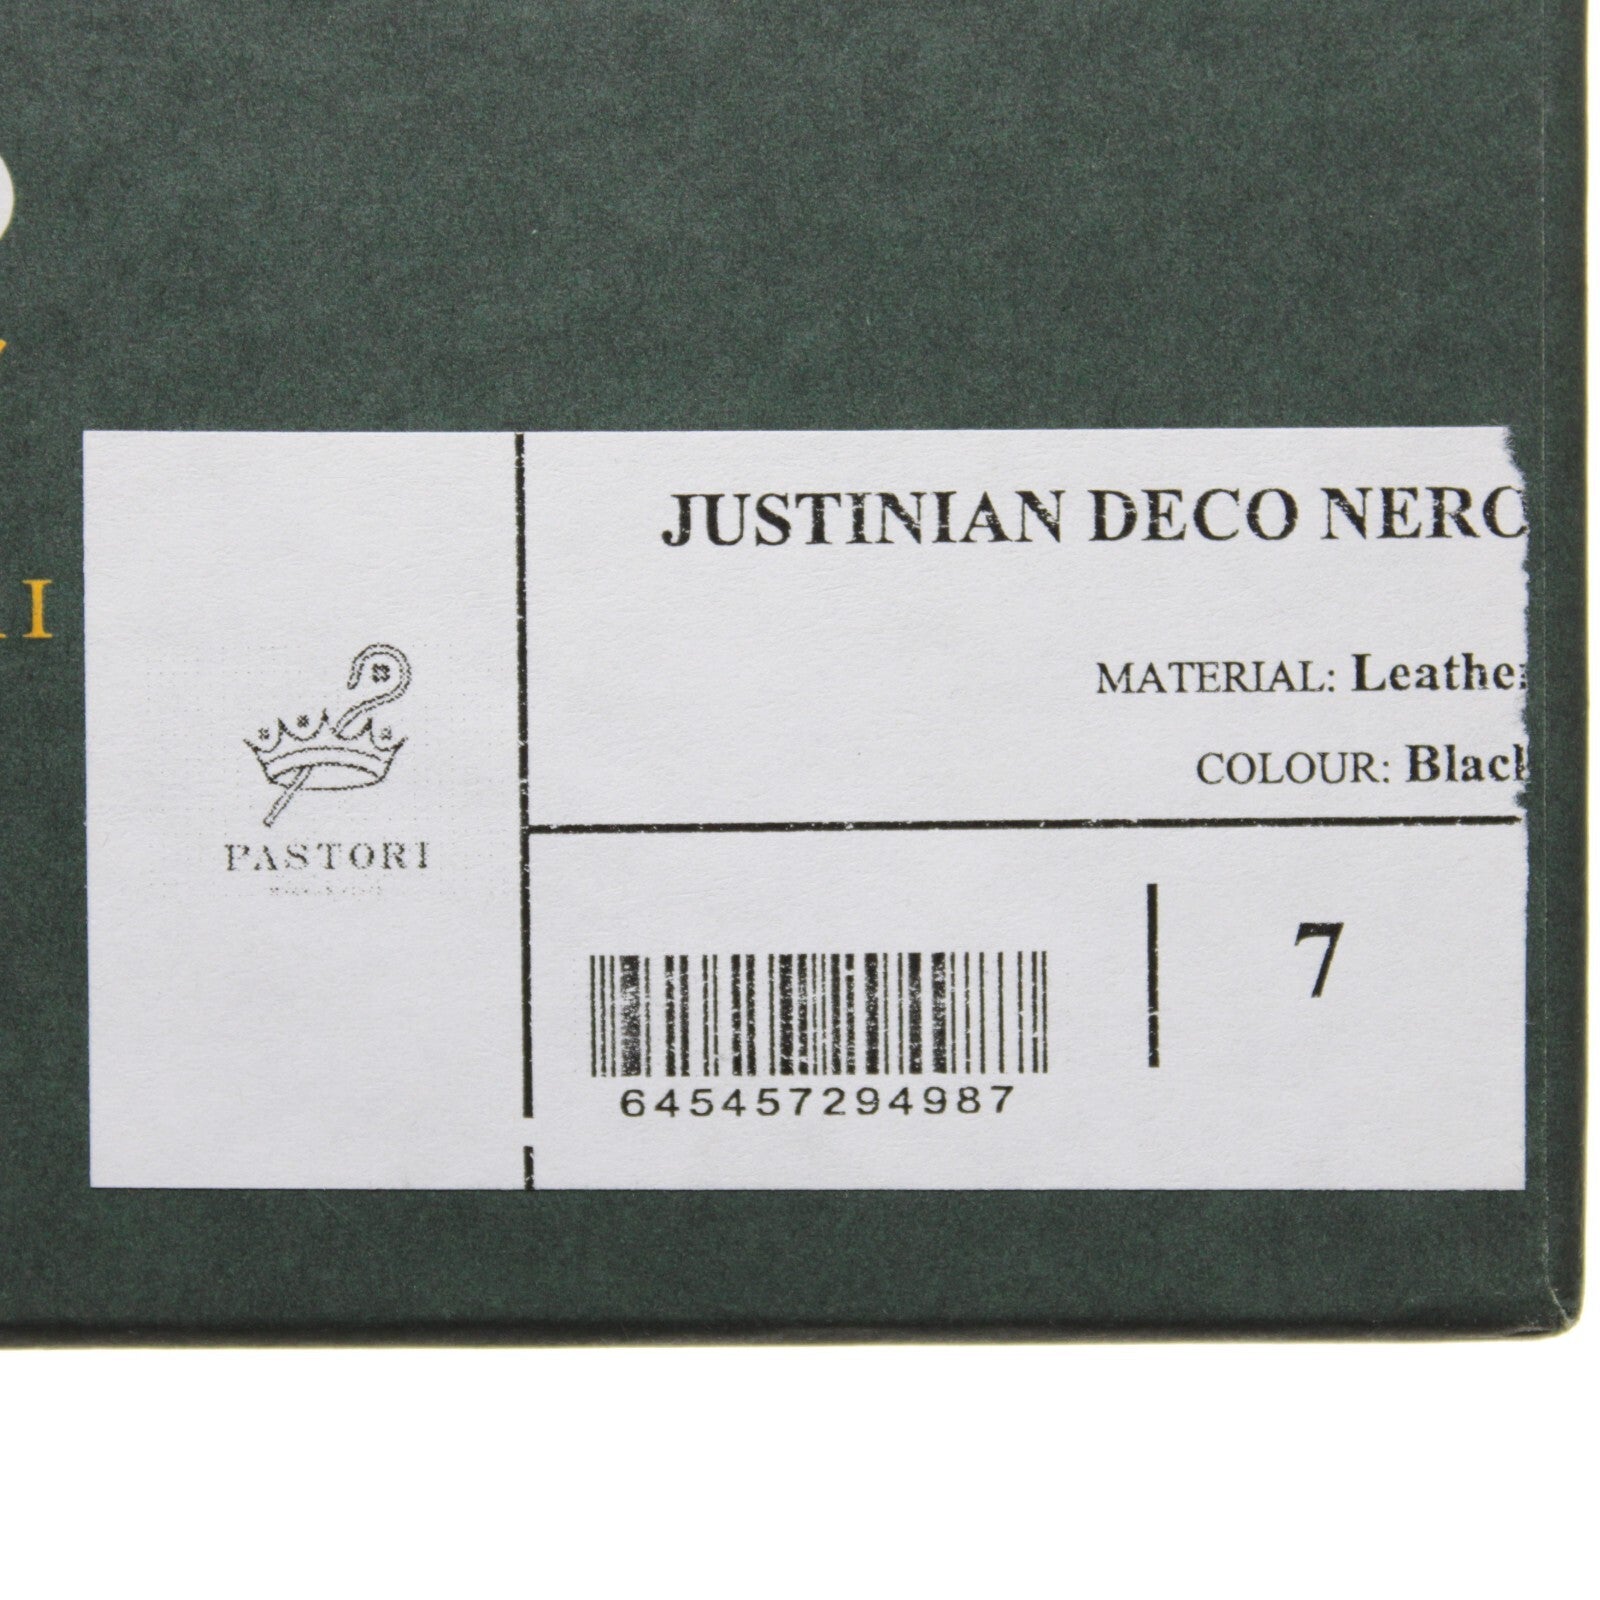 JUSTINIAN DECO NERO
MATERIAL: Leather
COLOUR: Black
PASTORI
7
645457294987